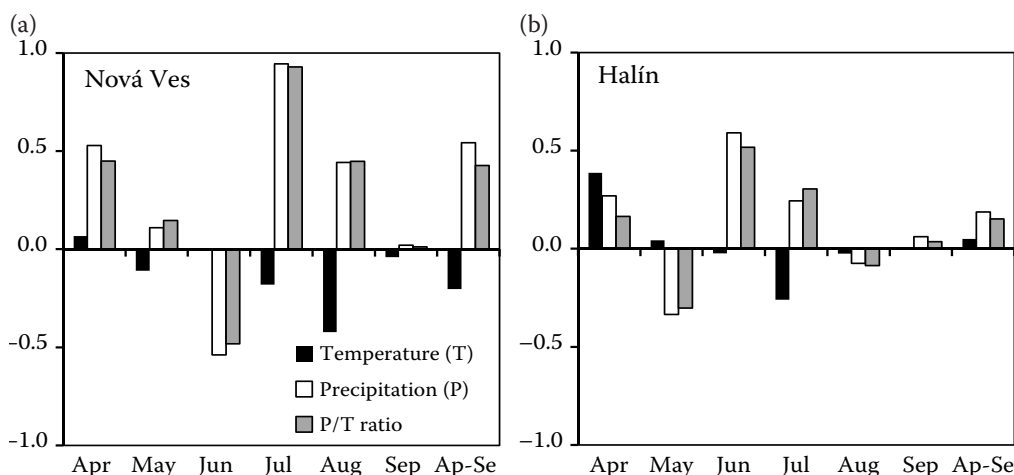 (a)
1.0
0.5
0.0
−0.5
−1.0
Nová Ves
Temperature (T)
Precipitation (P)
P/T ratio
Apr May Jun Jul Aug Sep Ap-Se
(b)
1.0
0.5
0.0
−0.5
−1.0
Halín
Apr May Jun Jul Aug Sep Ap-Se